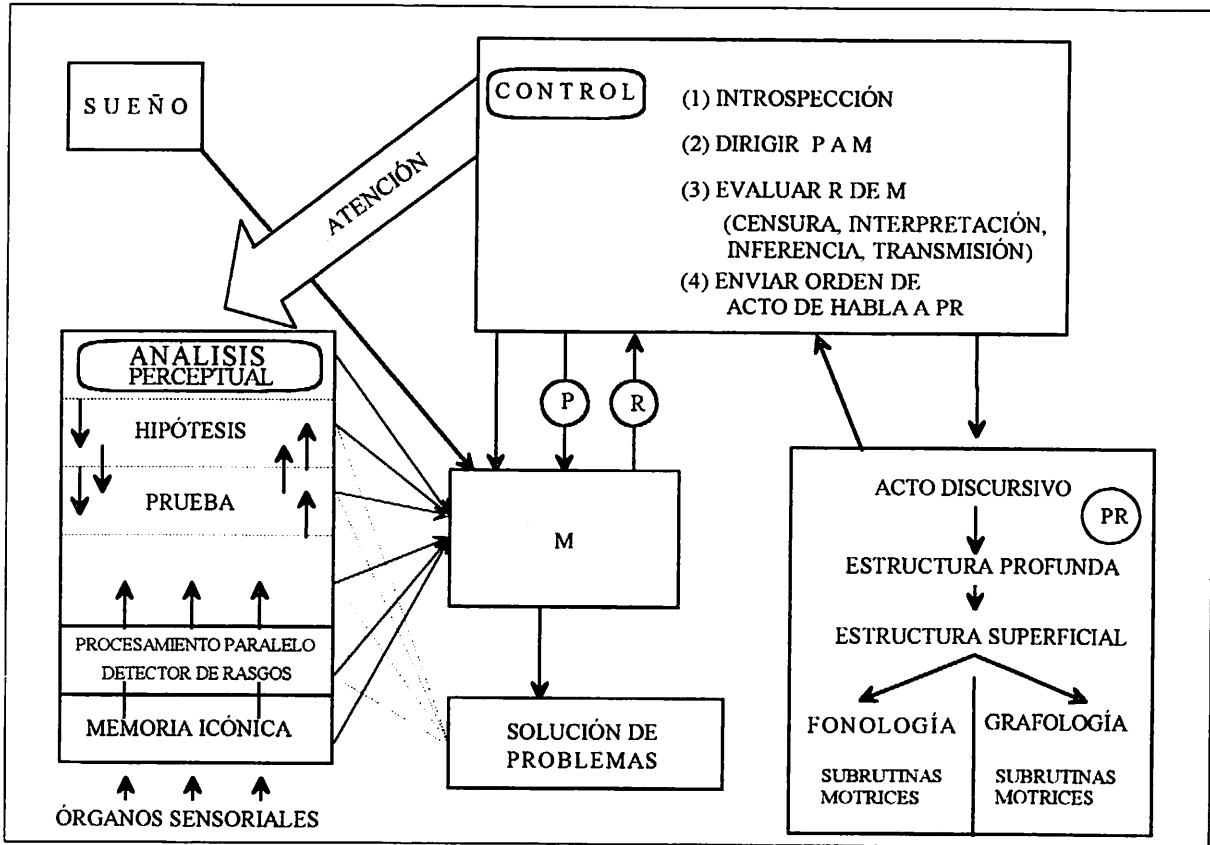 SUEÑO
CONTROL
(1) INTROSPECCIÓN
(2) DIRIGIR P A M
(3) EVALUAR R DE M
(CENSURA, INTERPRETACIÓN,
INFERENCIA, TRANSMISIÓN)
(4) ENVIAR ORDEN DE
ACTO DE HABLA A PR
ATENCIÓN
ANÁLISIS
PERCEPTUAL
HIPÓTESIS
PRUEBA
PROCESAMIENTO PARALELO
DETECTOR DE RASGOS
MEMORIA ICÓNICA
ÓRGANOS SENSORIALES
P
R
M
SOLUCIÓN DE
PROBLEMAS
ACTO DISCURSIVO
PR
ESTRUCTURA PROFUNDA
ESTRUCTURA SUPERFICIAL
FONOLOGÍA
GRAFOLOGÍA
SUBRUTINAS
MOTRICES
SUBRUTINAS
MOTRICES